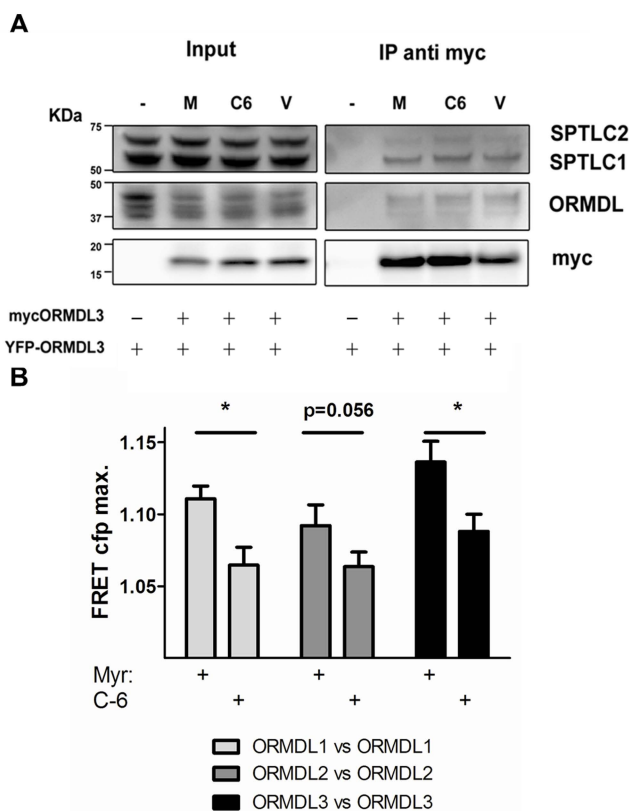 A
Input
IP anti myc
KDa
- M C6 V
- M C6 V
75
50
SPTLC2
SPTLC1
50
37
ORMDL
20
15
myc
mycORMDL3 − + + + − + + +
YFP-ORMDL3 + + + + + + + +
B
* p=0.056 *
FRET cfp max.
1.15
1.10
1.05
Myr: + + +
C-6 + + +
ORMDL1 vs ORMDL1
ORMDL2 vs ORMDL2
ORMDL3 vs ORMDL3